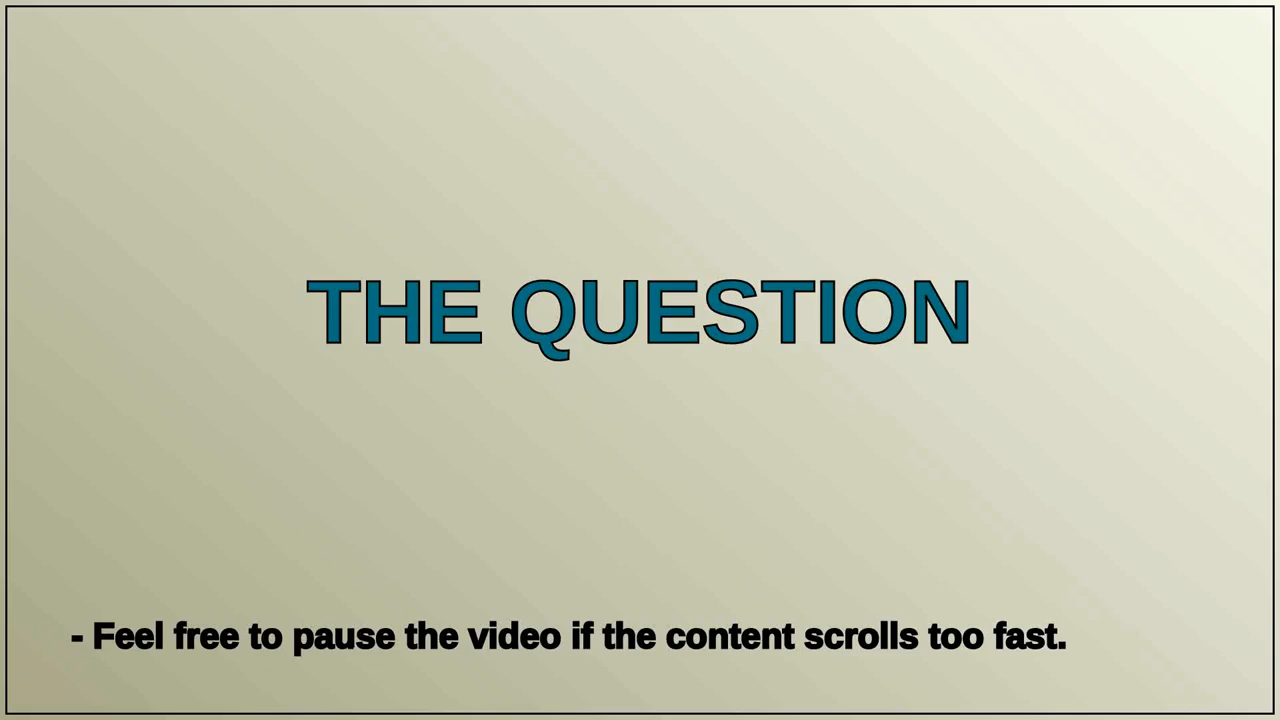 THE QUESTION
- Feel free to pause the video if the content scrolls too fast.